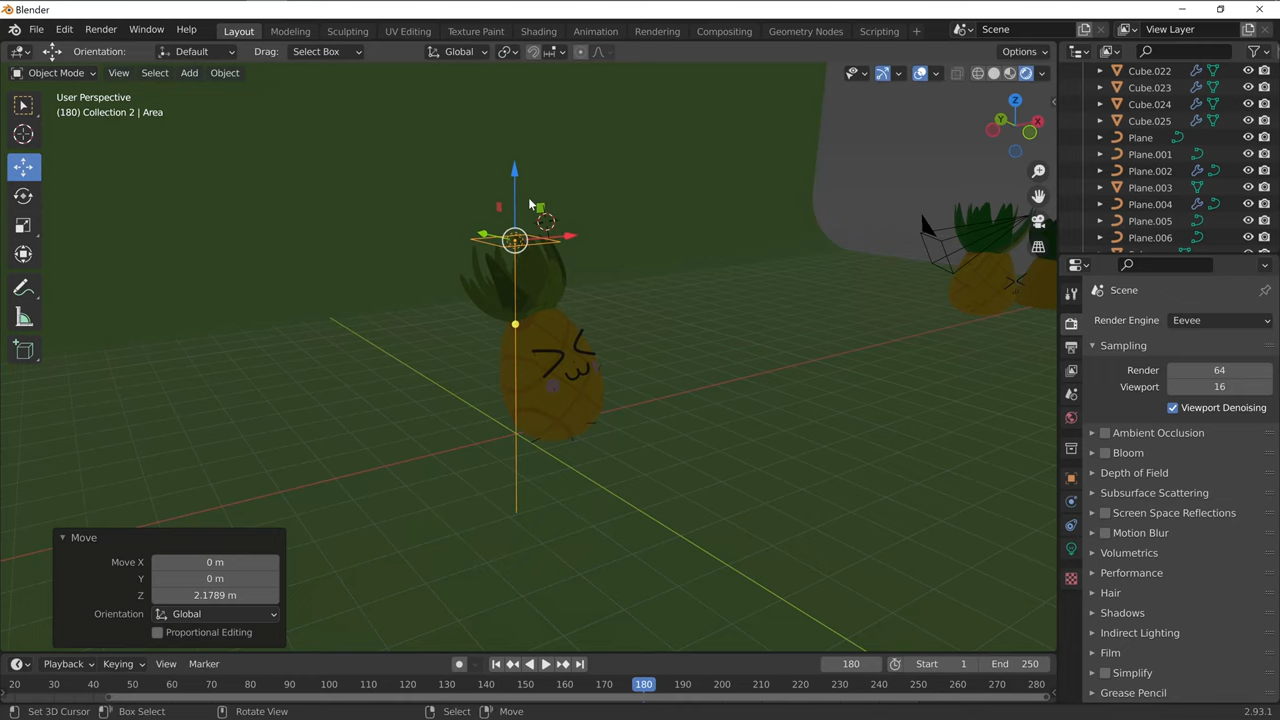 Blender
File Edit Render Window Help Layout Modeling Sculpting UV Editing Texture Paint Shading Animation Rendering Compositing Geometry Nodes Scripting + Scene View Layer
Orientation: Default Drag: Select Box Global Options
Object Mode View Select Add Object
User Perspective
(180) Collection 2 | Area
Z
Y
X
Cube.022
Cube.023
Cube.024
Cube.025
Plane
Plane.001
Plane.002
Plane.003
Plane.004
Plane.005
Plane.006
Scene
Render Engine Eevee
Sampling
Render 64
Viewport 16
Viewport Denoising
Ambient Occlusion
Bloom
Depth of Field
Subsurface Scattering
Screen Space Reflections
Motion Blur
Volumetrics
Performance
Hair
Shadows
Indirect Lighting
Film
Simplify
Grease Pencil
Move
Move X 0 m
Y 0 m
Z 2.1789 m
Orientation Global
Proportional Editing
Playback Keying View Marker 180 Start 1 End 250
20 30 40 50 60 70 80 90 100 110 120 130 140 150 160 170 180 190 200 210 220 230 240 250 260 270 280
Set 3D Cursor Box Select Rotate View Select Move 2.93.1